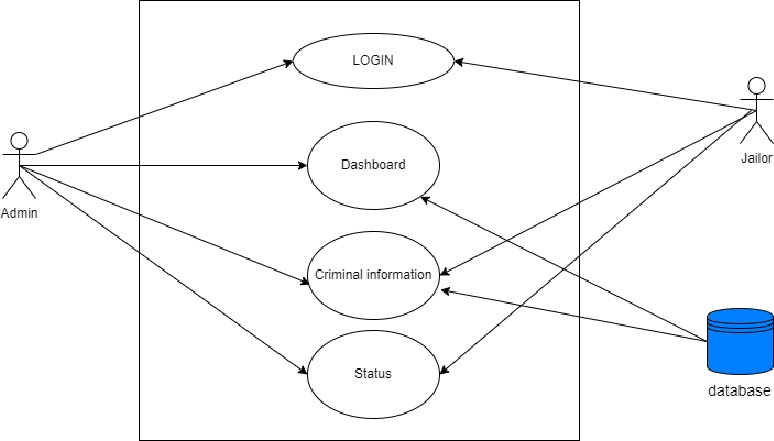 LOGIN
Dashboard
Jailor
Admin
Criminal information
Status
database